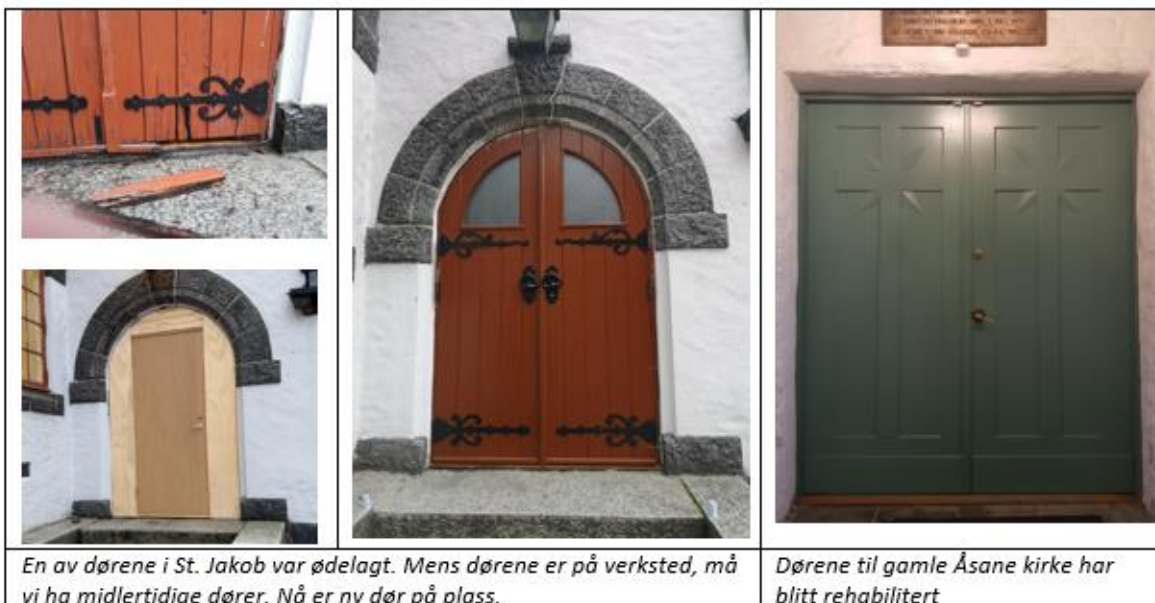 En av dørene i St. Jakob var ødelagt. Mens dørene er på verksted, må
vi ha midlertidige dører. Nå er ny dør på plass.
Dørene til gamle Åsane kirke har
blitt rehabilitert